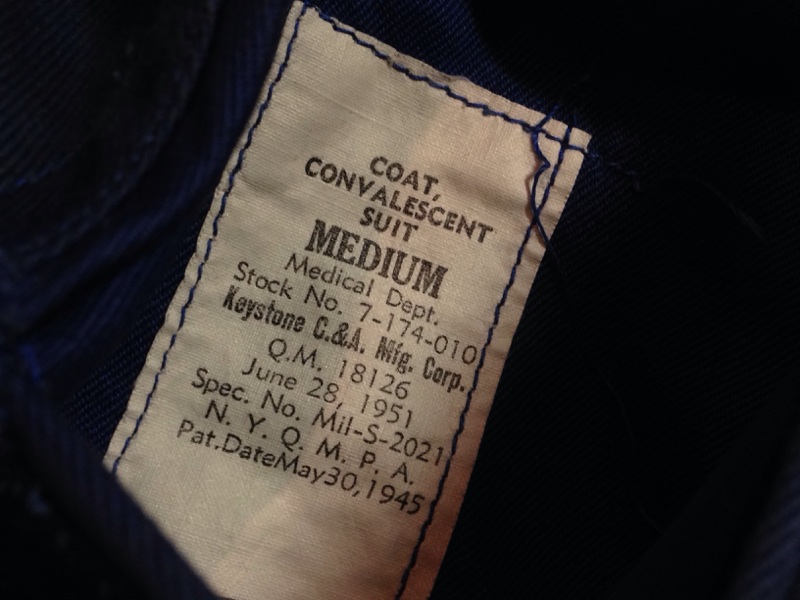 COAT,
CONVALESCENT
SUIT
MEDIUM
Medical Dept.
Stock No. 7-174-010
Keystone C.&A. Mfg. Corp.
Q.M. 18126
June 28, 1951
Spec. No. Mil-S-2021
N. Y. Q. M. P. A.
Pat.DateMay30,1945